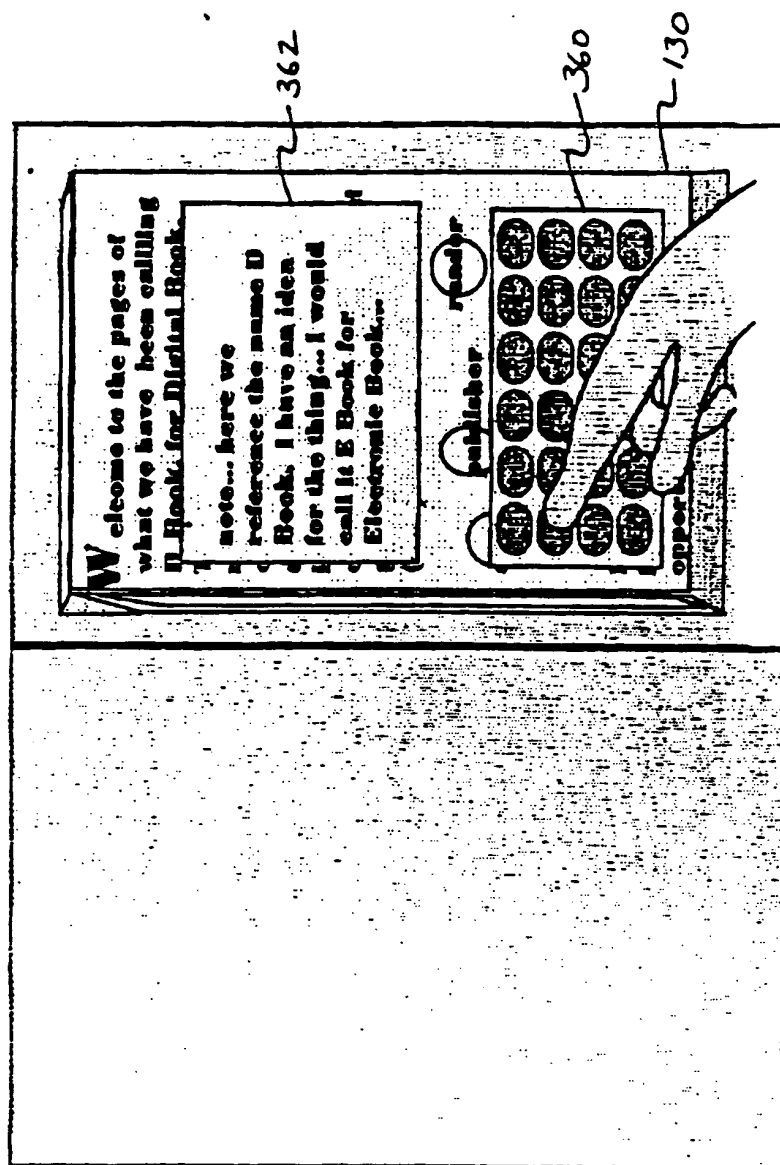 Welcome to the pages of
what we have been callling
D Book, for Digital Book.
note... here we
reference the name D
Book. I have an idea
for the thing... I would
call it E Book for
Electronic Book...
publisher
reader
oppor
362
360
130